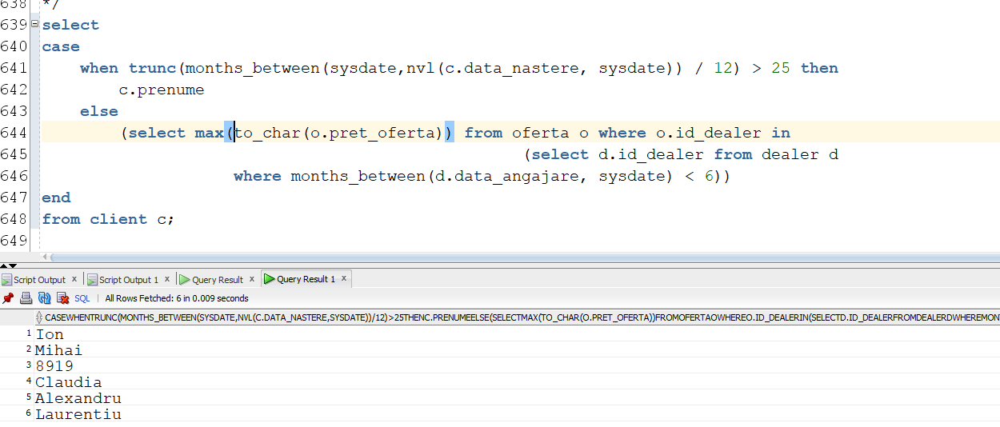 638 */
639 select
640 case
641 when trunc(months_between(sysdate,nvl(c.data_nastere, sysdate)) / 12) > 25 then
642 c.prenume
643 else
644 (select max(to_char(o.pret_oferta)) from oferta o where o.id_dealer in
645 (select d.id_dealer from dealer d
646 where months_between(d.data_angajare, sysdate) < 6))
647 end
648 from client c;
649
Script Output x Script Output 1 x Query Result x Query Result 1 x
SQL All Rows Fetched: 6 in 0.009 seconds
CASEWHENTRUNC(MONTHS_BETWEEN(SYSDATE,NVL(C.DATA_NASTERE,SYSDATE))/12)>25THENC.PRENUMEELSE(SELECTMAX(TO_CHAR(O.PRET_OFERTA))FROMOFERTAOWHEREO.ID_DEALERIN(SELECTD.ID_DEALERFROMDEALERDWHEREMON
1 Ion
2 Mihai
3 8919
4 Claudia
5 Alexandru
6 Laurentiu